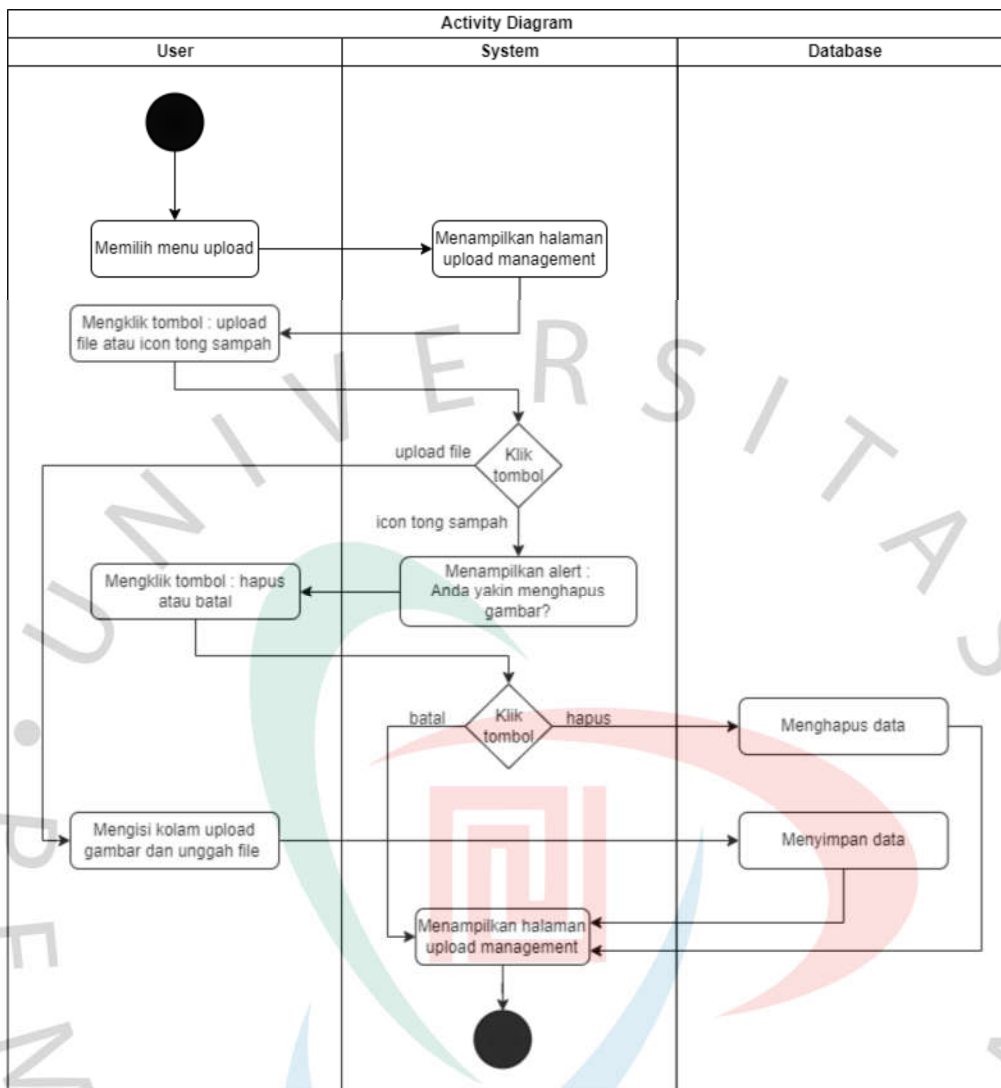 Activity Diagram
User
System
Database
Memilih menu upload
Menampilkan halaman
upload management
Mengklik tombol : upload
file atau icon tong sampah
upload file
Klik
tombol
icon tong sampah
Mengklik tombol : hapus
atau batal
Menampilkan alert :
Anda yakin menghapus
gambar?
batal
Klik
tombol
hapus
Menghapus data
Mengisi kolam upload
gambar dan unggah file
Menyimpan data
Menampilkan halaman
upload management
UNIVERSITAS
PEM